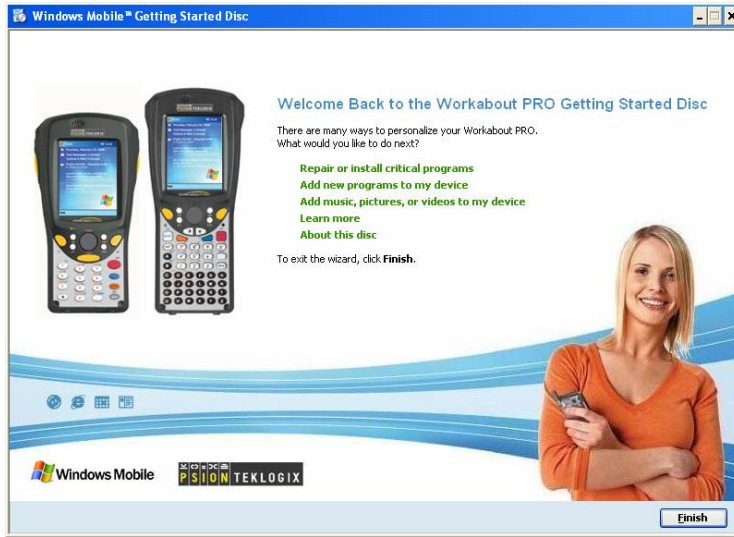 Windows Mobile™ Getting Started Disc
Welcome Back to the Workabout PRO Getting Started Disc
There are many ways to personalize your Workabout PRO.
What would you like to do next?
Repair or install critical programs
Add new programs to my device
Add music, pictures, or videos to my device
Learn more
About this disc
To exit the wizard, click Finish.
Windows Mobile
PSION TEKLOGIX
Finish